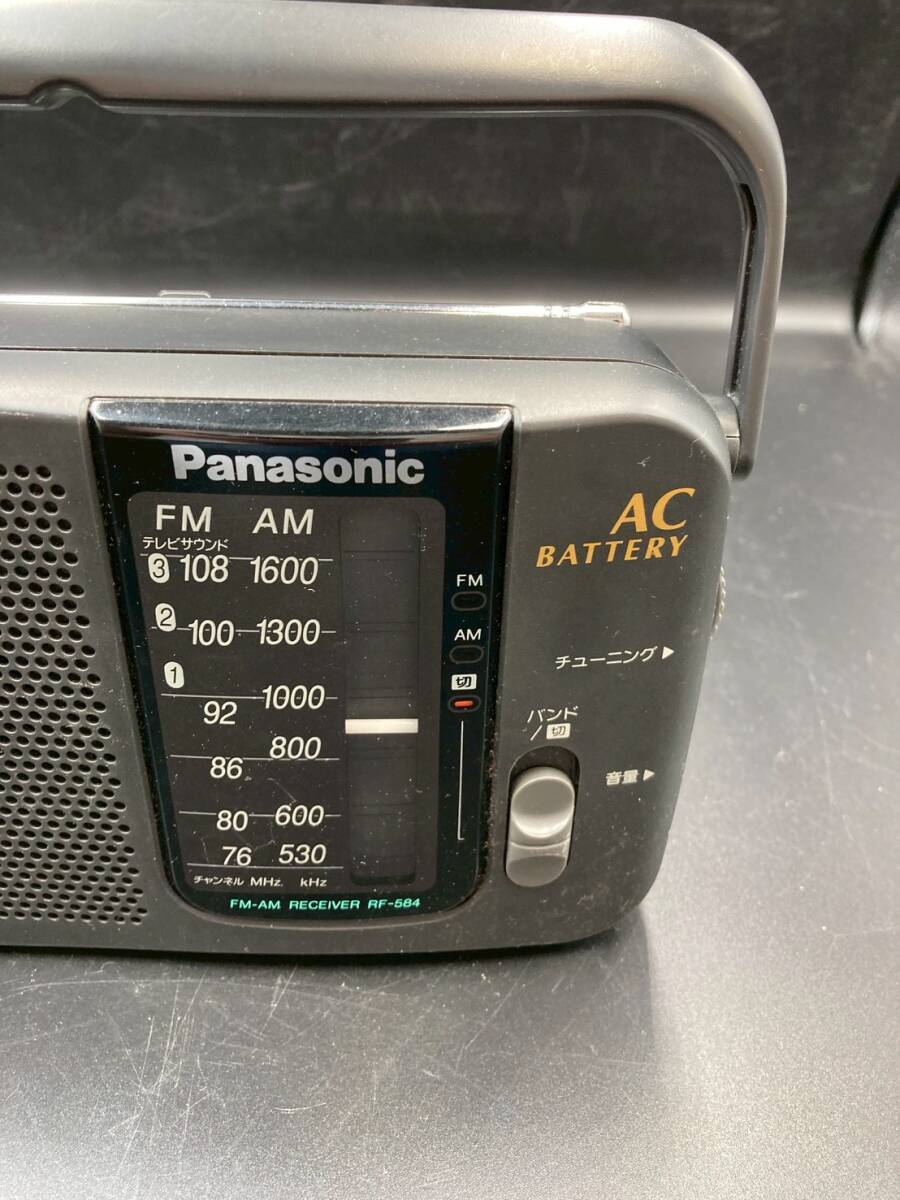 Panasonic
FM AM
テレビサウンド
3 108 1600
2 100 1300
1
92 1000
86 800
80 600
76 530
チャンネル MHz. kHz
FM-AM RECEIVER RF-584
FM
AM
切
AC
BATTERY
チューニング▶
バンド
/切
音量▶